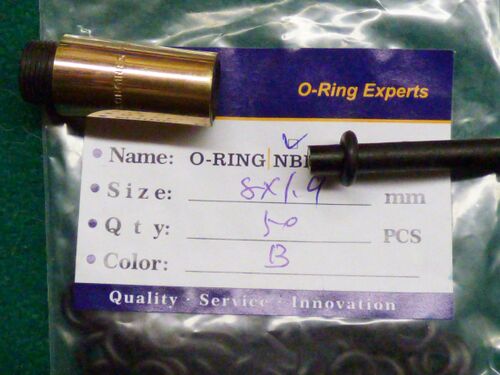 O-Ring Experts
Name: O-RING NB
Size: 8x1.9 mm
Qty: 50 PCS
Color: B
Quality · Service · Innovation